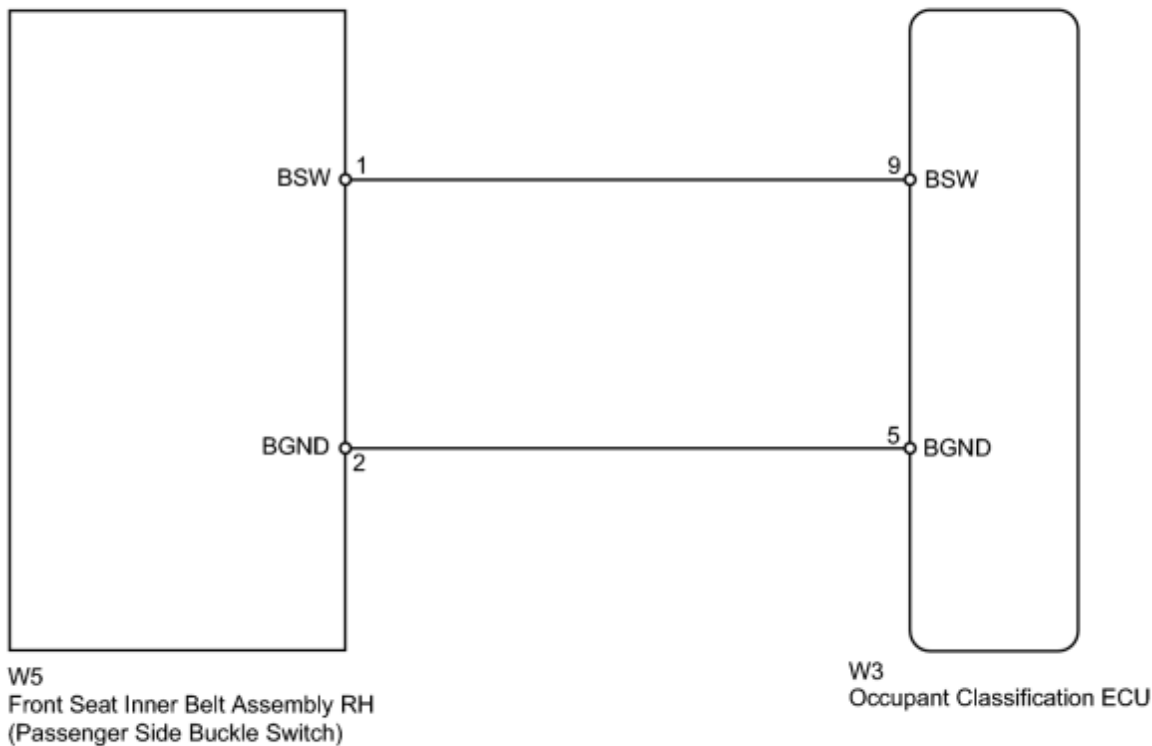 BSW
1
9
BSW
BGND
2
5
BGND
W5
Front Seat Inner Belt Assembly RH
(Passenger Side Buckle Switch)
W3
Occupant Classification ECU